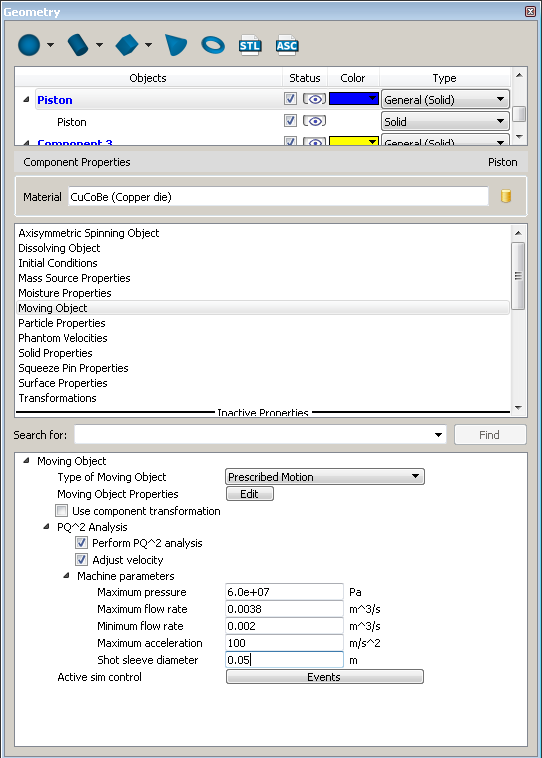 Geometry
STL ASC
Objects Status Color Type
Piston General (Solid)
Piston Solid
Component 3 General (Solid)
Component Properties Piston
Material CuCoBe (Copper die)
Axisymmetric Spinning Object
Dissolving Object
Initial Conditions
Mass Source Properties
Moisture Properties
Moving Object
Particle Properties
Phantom Velocities
Solid Properties
Squeeze Pin Properties
Surface Properties
Transformations
Inactive Properties
Search for: Find
Moving Object
Type of Moving Object Prescribed Motion
Moving Object Properties Edit
Use component transformation
PQ^2 Analysis
Perform PQ^2 analysis
Adjust velocity
Machine parameters
Maximum pressure 6.0e+07 Pa
Maximum flow rate 0.0038 m^3/s
Minimum flow rate 0.002 m^3/s
Maximum acceleration 100 m/s^2
Shot sleeve diameter 0.05 m
Active sim control Events